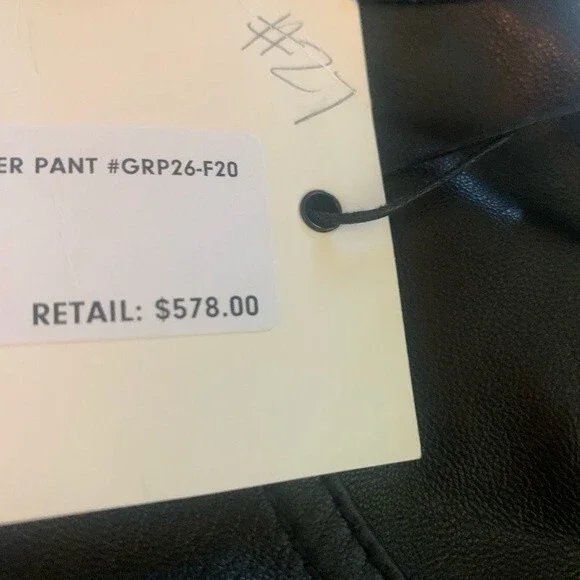 #27
ER PANT #GRP26-F20
RETAIL: $578.00